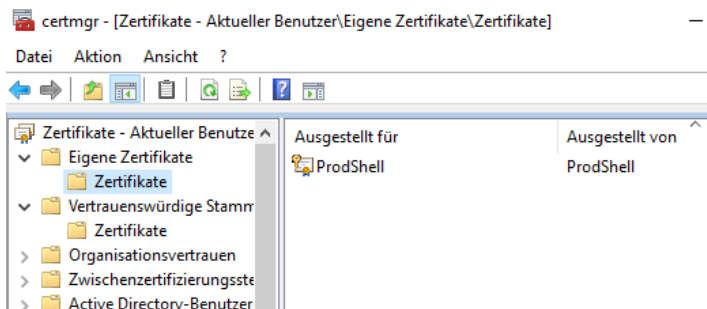 certmgr - [Zertifikate - Aktueller Benutzer\Eigene Zertifikate\Zertifikate]
Datei Aktion Ansicht ?
Zertifikate - Aktueller Benutze
Eigene Zertifikate
Zertifikate
Vertrauenswürdige Stamm
Zertifikate
Organisationsvertrauen
Zwischenzertifizierungsste
Active Directory-Benutzer
Ausgestellt für Ausgestellt von
ProdShell ProdShell